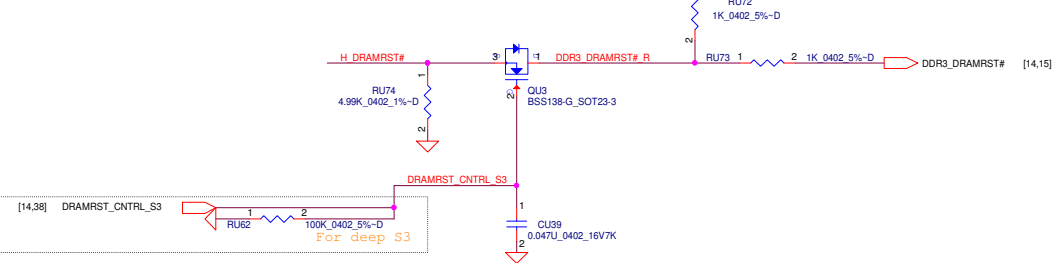 RU72
1K_0402_5%~D
2
H_DRAMRST#
3
1
DDR3_DRAMRST#_R
RU73
1
2
1K_0402_5%~D
DDR3_DRAMRST#
[14,15]
1
RU74
4.99K_0402_1%~D
2
2
QU3
BSS138-G_SOT23-3
DRAMRST_CNTRL_S3
[14,38]
DRAMRST_CNTRL_S3
1
2
RU62
100K_0402_5%~D
For deep S3
1
CU39
0.047U_0402_16V7K
2